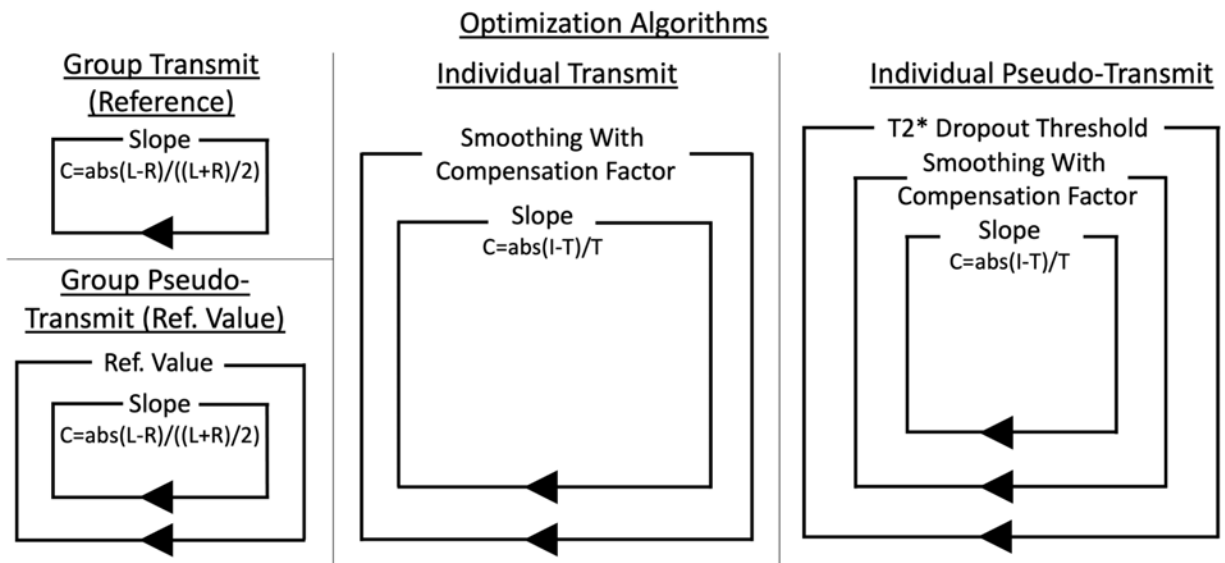 Optimization Algorithms
Group Transmit
(Reference)
Slope
C=abs(L-R)/((L+R)/2)
Group Pseudo-
Transmit (Ref. Value)
Ref. Value
Slope
C=abs(L-R)/((L+R)/2)
Individual Transmit
Smoothing With
Compensation Factor
Slope
C=abs(I-T)/T
Individual Pseudo-Transmit
T2* Dropout Threshold
Smoothing With
Compensation Factor
Slope
C=abs(I-T)/T